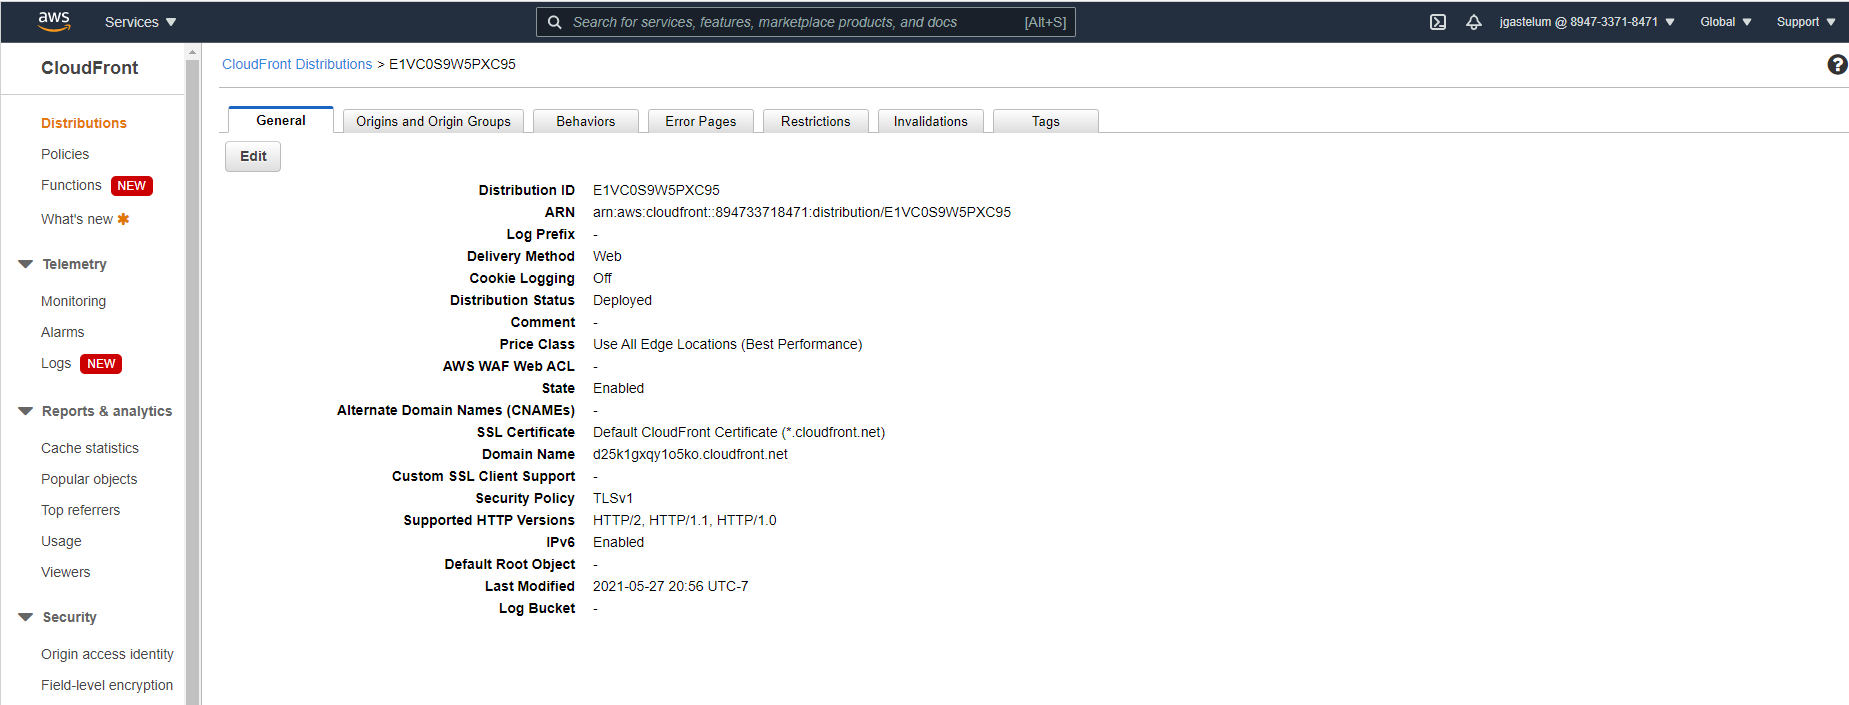 aws Services Search for services, features, marketplace products, and docs [Alt+S] jgastelum @ 8947-3371-8471 Global Support
CloudFront
Distributions
Policies
Functions NEW
What's new
Telemetry
Monitoring
Alarms
Logs NEW
Reports & analytics
Cache statistics
Popular objects
Top referrers
Usage
Viewers
Security
Origin access identity
Field-level encryption
CloudFront Distributions > E1VC0S9W5PXC95
General Origins and Origin Groups Behaviors Error Pages Restrictions Invalidations Tags
Edit
Distribution ID E1VC0S9W5PXC95
ARN arn:aws:cloudfront::894733718471:distribution/E1VC0S9W5PXC95
Log Prefix -
Delivery Method Web
Cookie Logging Off
Distribution Status Deployed
Comment -
Price Class Use All Edge Locations (Best Performance)
AWS WAF Web ACL -
State Enabled
Alternate Domain Names (CNAMEs) -
SSL Certificate Default CloudFront Certificate (*.cloudfront.net)
Domain Name d25k1gxqy1o5ko.cloudfront.net
Custom SSL Client Support -
Security Policy TLSv1
Supported HTTP Versions HTTP/2, HTTP/1.1, HTTP/1.0
IPv6 Enabled
Default Root Object -
Last Modified 2021-05-27 20:56 UTC-7
Log Bucket -